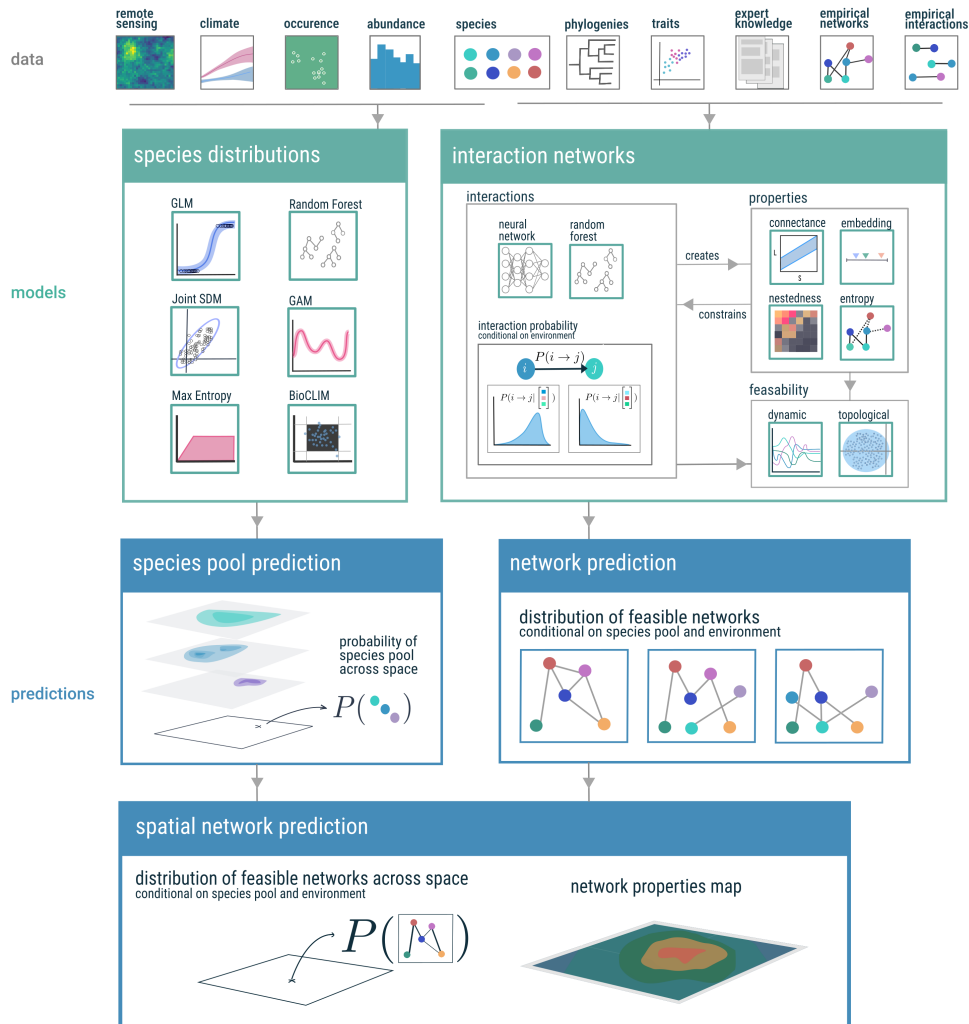 remote
sensing
climate
occurence
abundance
species
phylogenies
traits
expert
knowledge
empirical
networks
empirical
interactions
data
species distributions
interaction networks
models
GLM
Random Forest
Joint SDM
GAM
Max Entropy
BioCLIM
interactions
neural
network
random
forest
interaction probability
conditional on environment
P(i → j)
i
j
P(i → j| )
P(i → j| )
creates
constrains
properties
connectance
L
S
embedding
nestedness
entropy
feasability
dynamic
topological
predictions
species pool prediction
probability of
species pool
across space
P( )
network prediction
distribution of feasible networks
conditional on species pool and environment
spatial network prediction
distribution of feasible networks across space
conditional on species pool and environment
P( )
network properties map